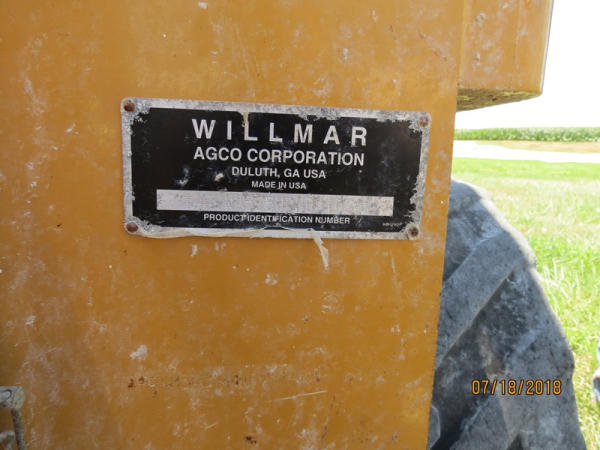 WILLMAR
AGCO CORPORATION
DULUTH, GA USA
MADE IN USA
PRODUCT IDENTIFICATION NUMBER
07/18/2018